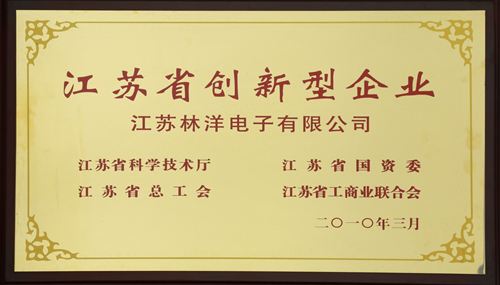 江苏省创新型企业
江苏林洋电子有限公司
江苏省科学技术厅 江苏省国资委
江苏省总工会 江苏省工商业联合会
二〇一〇年三月